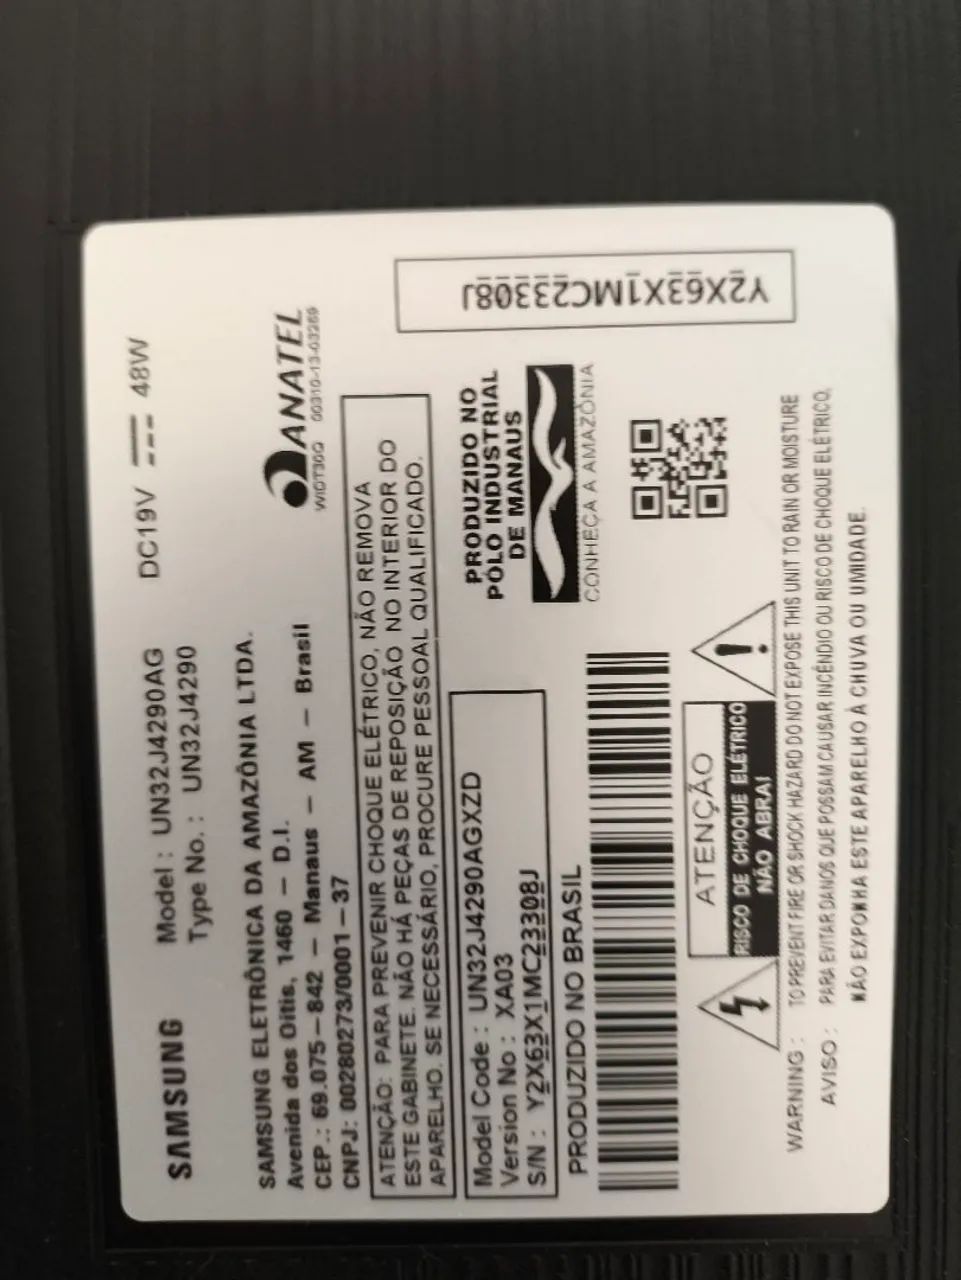 SAMSUNG
Model : UN32J4290AG DC19V 48W
Type No. : UN32J4290
SAMSUNG ELETRÔNICA DA AMAZÔNIA LTDA.
Avenida dos Oitis, 1460 – D.I.
CEP.: 69.075–842 – Manaus – AM – Brasil
CNPJ: 00280273/0001–37
ANATEL
WIDT30Q 00310-13-03269
ATENÇÃO: PARA PREVENIR CHOQUE ELÉTRICO, NÃO REMOVA
ESTE GABINETE. NÃO HÁ PEÇAS DE REPOSIÇÃO NO INTERIOR DO
APARELHO. SE NECESSÁRIO, PROCURE PESSOAL QUALIFICADO.
Model Code : UN32J4290AGXZD
Version No : XA03
S/N : Y2X63X1MC23308J
PRODUZIDO NO BRASIL
PRODUZIDO NO
PÓLO INDUSTRIAL
DE MANAUS
CONHEÇA A AMAZÔNIA
Y2X63X1MC23308J
ATENÇÃO
RISCO DE CHOQUE ELÉTRICO
NÃO ABRA!
WARNING : TO PREVENT FIRE OR SHOCK HAZARD DO NOT EXPOSE THIS UNIT TO RAIN OR MOISTURE
AVISO : PARA EVITAR DANOS QUE POSSAM CAUSAR INCÊNDIO OU RISCO DE CHOQUE ELÉTRICO,
NÃO EXPONHA ESTE APARELHO À CHUVA OU UMIDADE.